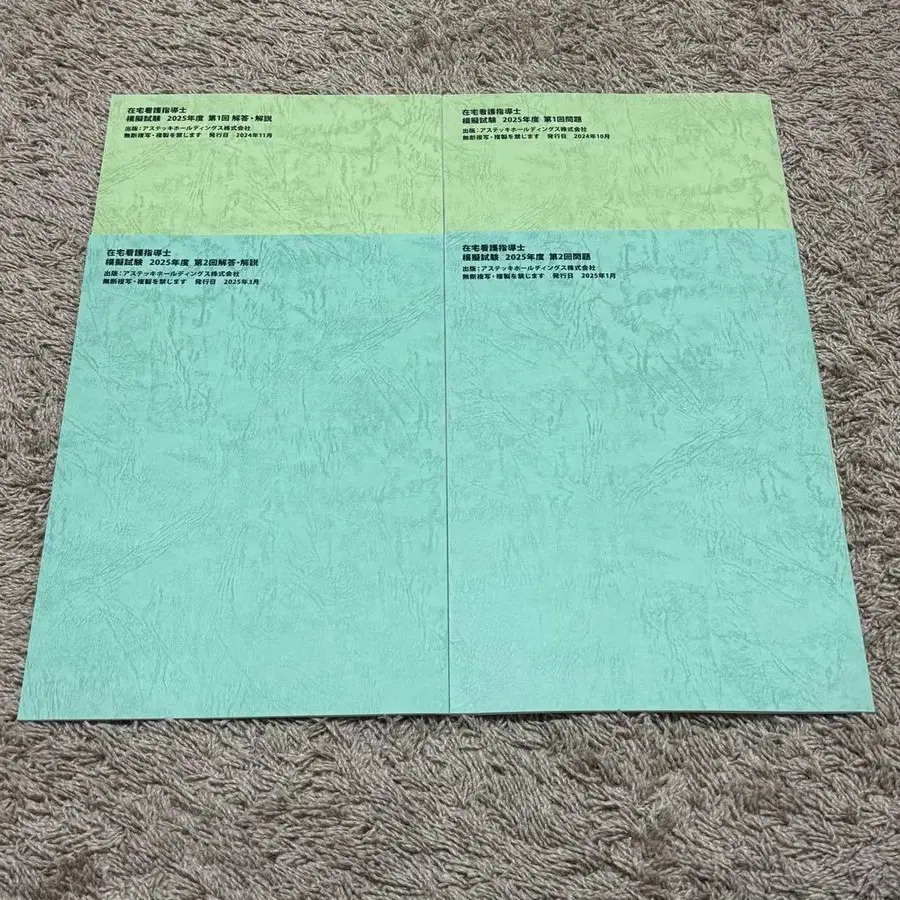 在宅看護指導士
模擬試験 2025年度 第1回 解答・解説
出版：アステッキホールディングス株式会社
無断複写・複製を禁じます 発行日 2024年11月
在宅看護指導士
模擬試験 2025年度 第1回問題
出版：アステッキホールディングス株式会社
無断複写・複製を禁じます 発行日 2024年10月
在宅看護指導士
模擬試験 2025年度 第2回解答・解説
出版：アステッキホールディングス株式会社
無断複写・複製を禁じます 発行日 2025年3月
在宅看護指導士
模擬試験 2025年度 第2回問題
出版：アステッキホールディングス株式会社
無断複写・複製を禁じます 発行日 2025年1月